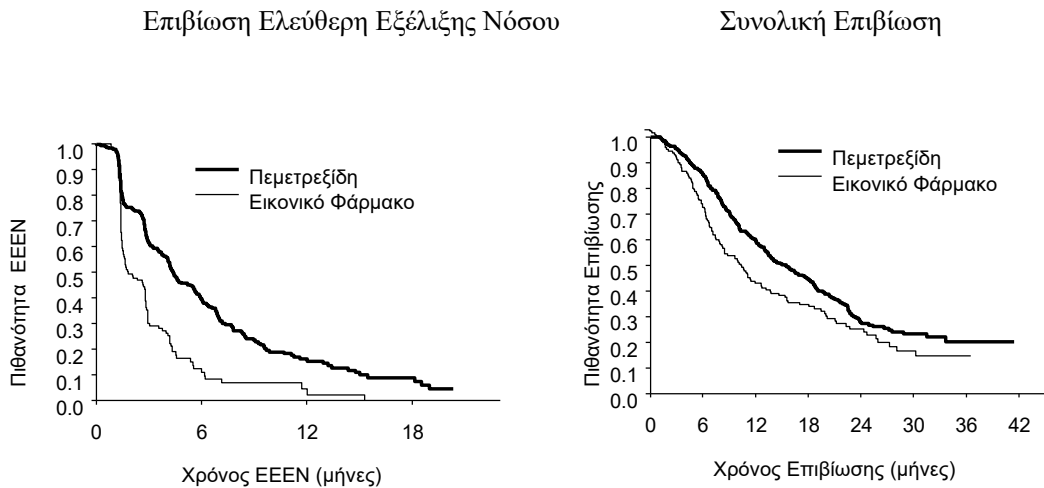 Επιβίωση Ελεύθερη Εξέλιξης Νόσου
Συνολική Επιβίωση
Πιθανότητα ΕΕΕΝ
1.0
0.9
0.8
0.7
0.6
0.5
0.4
0.3
0.2
0.1
0.0
Πεμετρεξίδη
Εικονικό Φάρμακο
0 6 12 18
Χρόνος ΕΕΕΝ (μήνες)
Πιθανότητα Επιβίωσης
1.0
0.9
0.8
0.7
0.6
0.5
0.4
0.3
0.2
0.1
0.0
Πεμετρεξίδη
Εικονικό Φάρμακο
0 6 12 18 24 30 36 42
Χρόνος Επιβίωσης (μήνες)